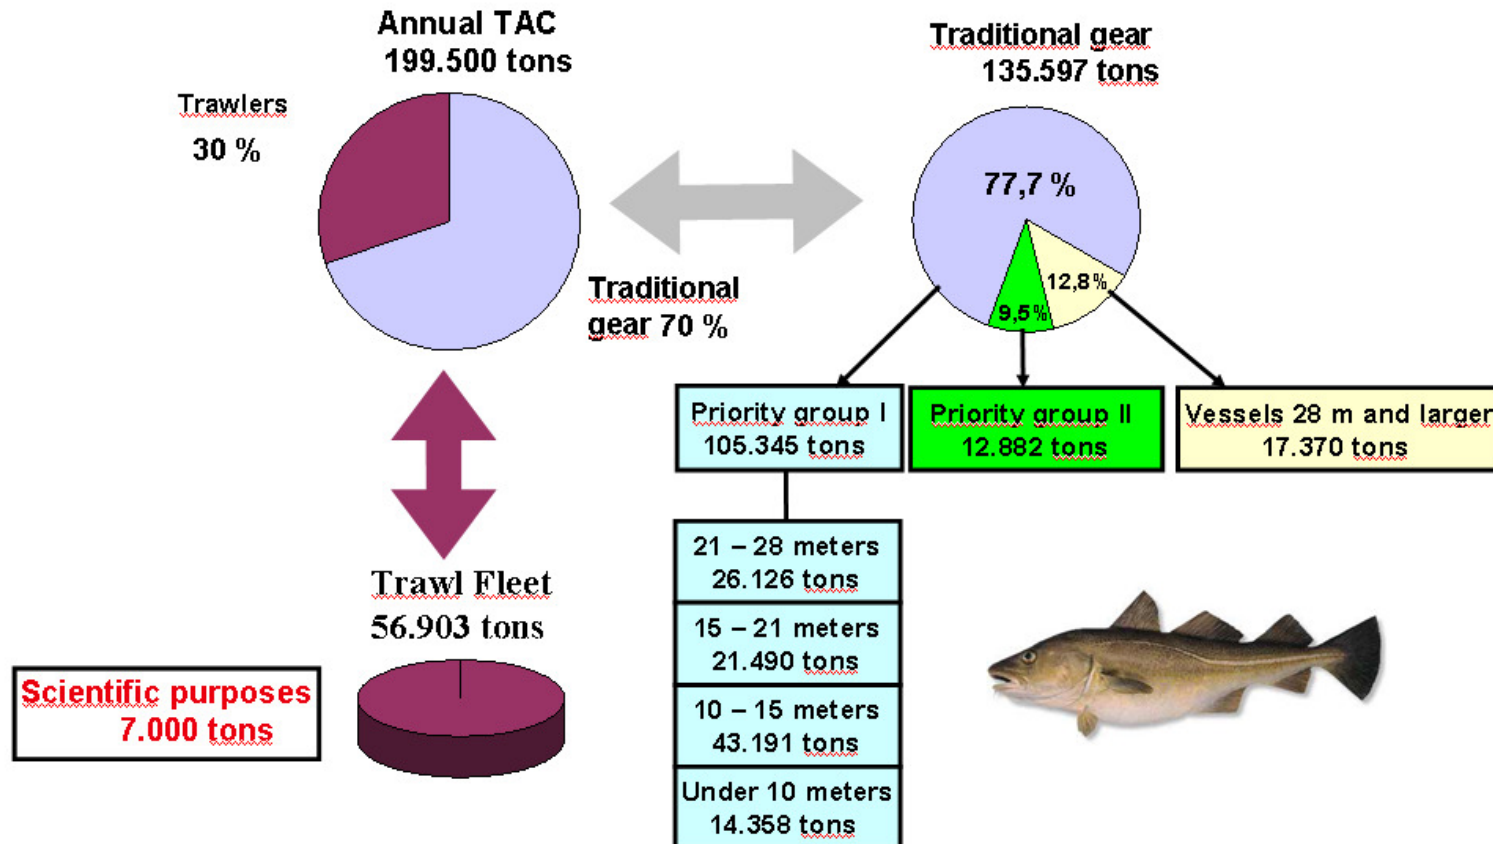 Annual TAC
199.500 tons
Trawlers
30 %
Traditional
gear 70 %
Traditional gear
135.597 tons
77,7 %
12,8%
9,5%
Priority group I
105.345 tons
Priority group II
12.882 tons
Vessels 28 m and larger
17.370 tons
21 – 28 meters
26.126 tons
15 – 21 meters
21.490 tons
10 – 15 meters
43.191 tons
Under 10 meters
14.358 tons
Trawl Fleet
56.903 tons
Scientific purposes
7.000 tons